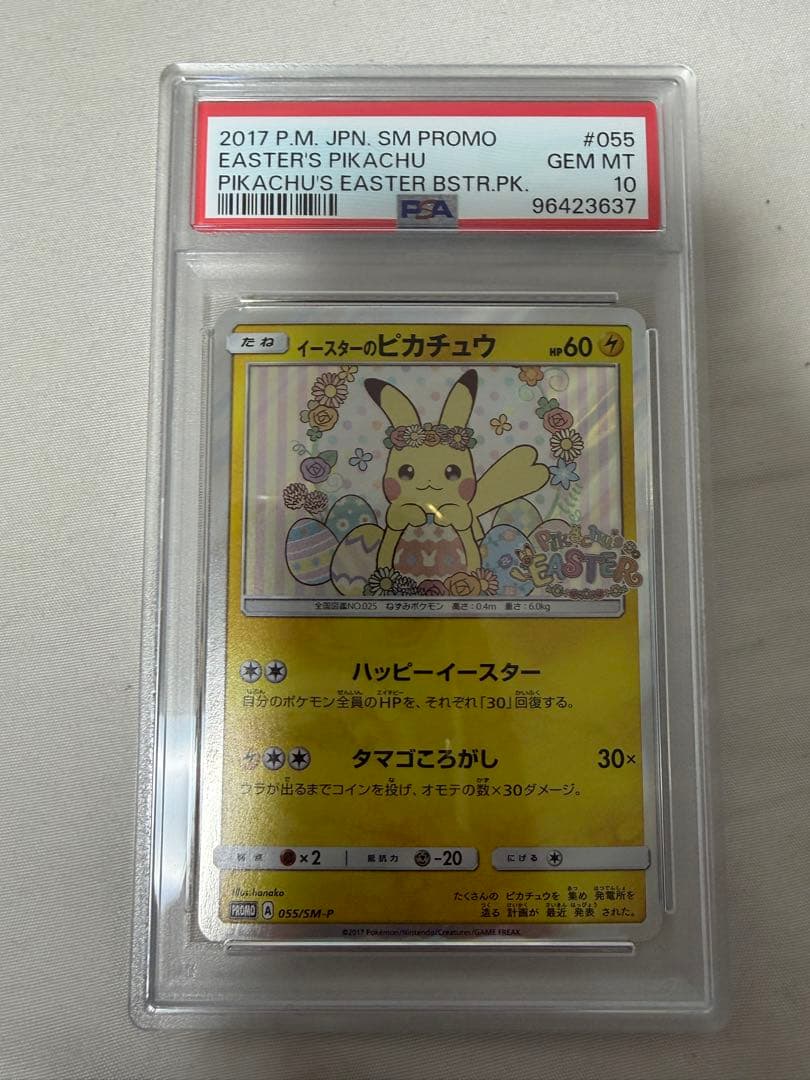 2017 P.M. JPN. SM PROMO #055
EASTER'S PIKACHU GEM MT
PIKACHU'S EASTER BSTR.PK. 10
PSA 96423637
たね イースターのピカチュウ HP60
Pikachu's
EASTER
全国図鑑NO.025 ねずみポケモン 高さ:0.4m 重さ:6.0kg
ハッピーイースター
自分のポケモン全員のHPを、それぞれ「30」回復する。
タマゴころがし 30×
ウラが出るまでコインを投げ、オモテの数×30ダメージ。
弱点 ×2 抵抗力 -20 にげる
illus.hanako
たくさんの ピカチュウを 集め 発電所を
造る 計画が 最近 発表 された。
PROMO A 055/SM-P
©2017 Pokémon/Nintendo/Creatures/GAME FREAK.